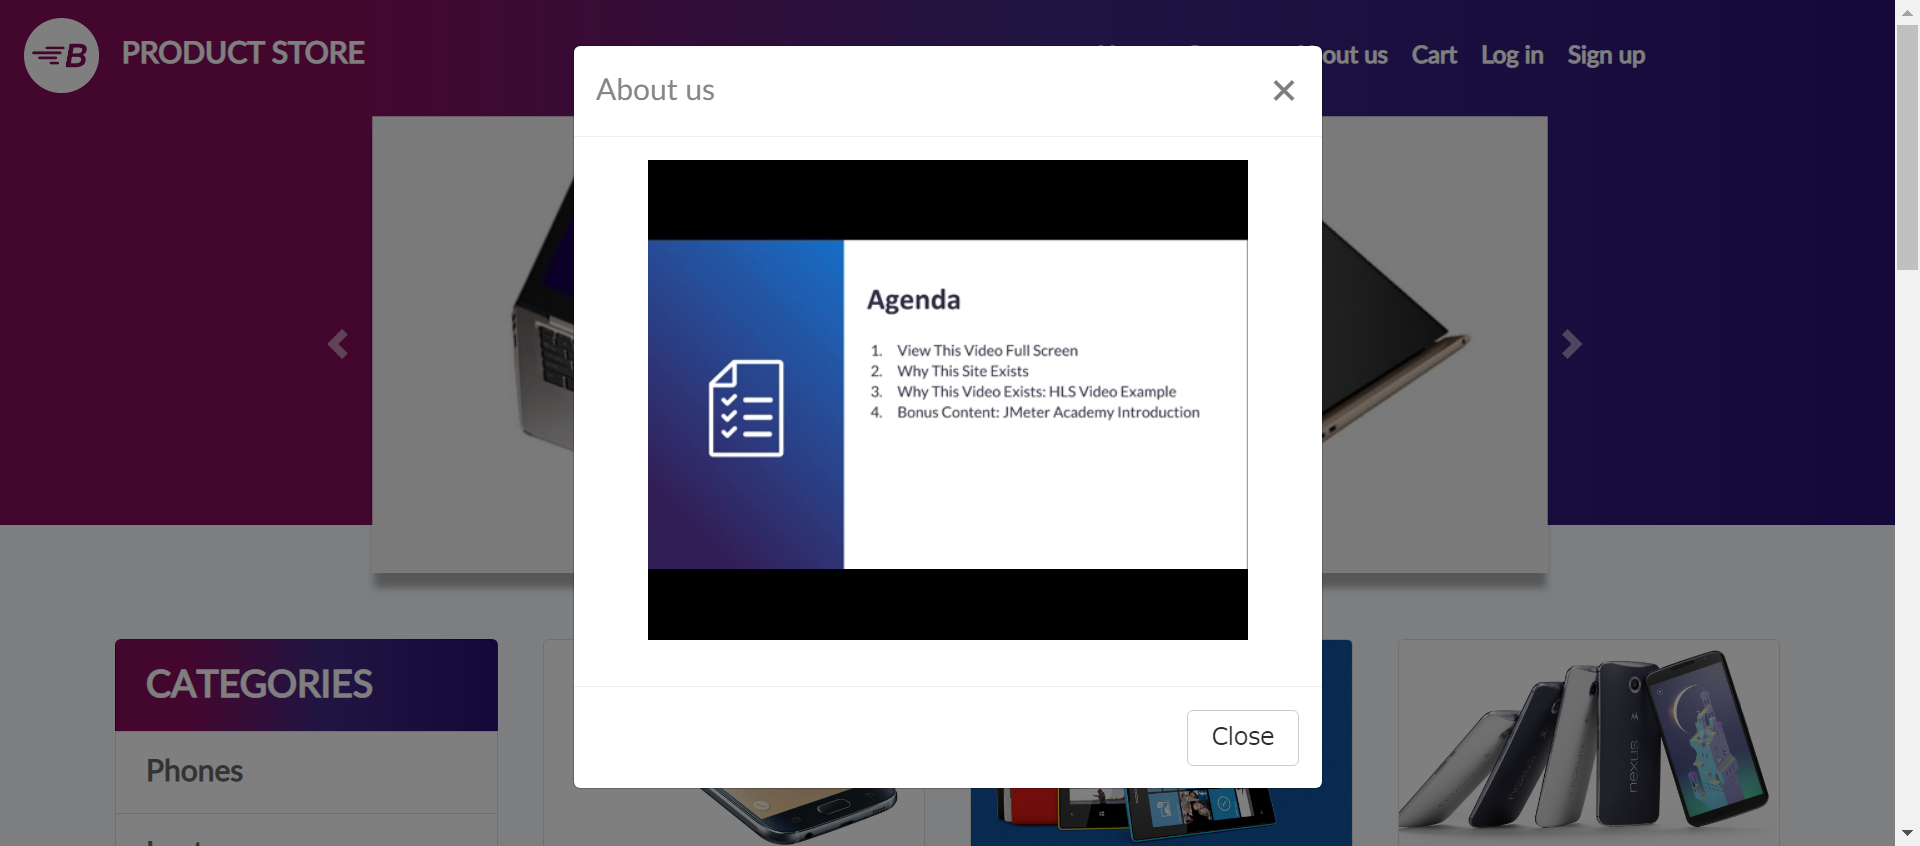 B
PRODUCT STORE
out us
Cart
Log in
Sign up
About us
×
Agenda
1. View This Video Full Screen
2. Why This Site Exists
3. Why This Video Exists: HLS Video Example
4. Bonus Content: JMeter Academy Introduction
Close
CATEGORIES
Phones
nexus